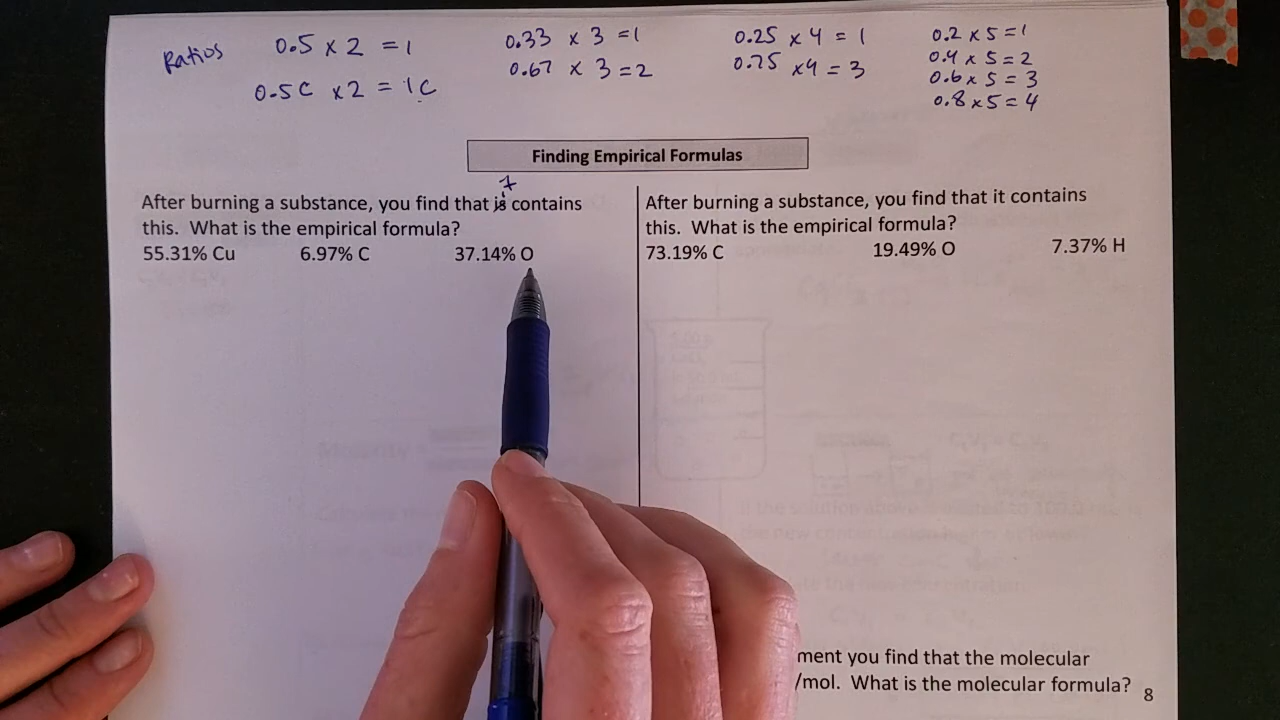 Ratios
0.5 x 2 = 1
0.5C x 2 = 1C
0.33 x 3 = 1
0.67 x 3 = 2
0.25 x 4 = 1
0.75 x 4 = 3
0.2 x 5 = 1
0.4 x 5 = 2
0.6 x 5 = 3
0.8 x 5 = 4
Finding Empirical Formulas
t
After burning a substance, you find that is contains
this. What is the empirical formula?
55.31% Cu 6.97% C 37.14% O
After burning a substance, you find that it contains
this. What is the empirical formula?
73.19% C 19.49% O 7.37% H
ment you find that the molecular
/mol. What is the molecular formula?
8